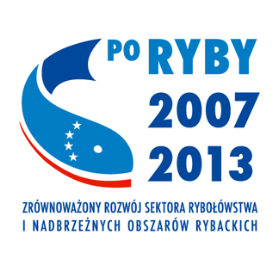 PO RYBY
2007
2013
ZRÓWNOWAŻONY ROZWÓJ SEKTORA RYBOŁÓWSTWA
I NADBRZEŻNYCH OBSZARÓW RYBACKICH